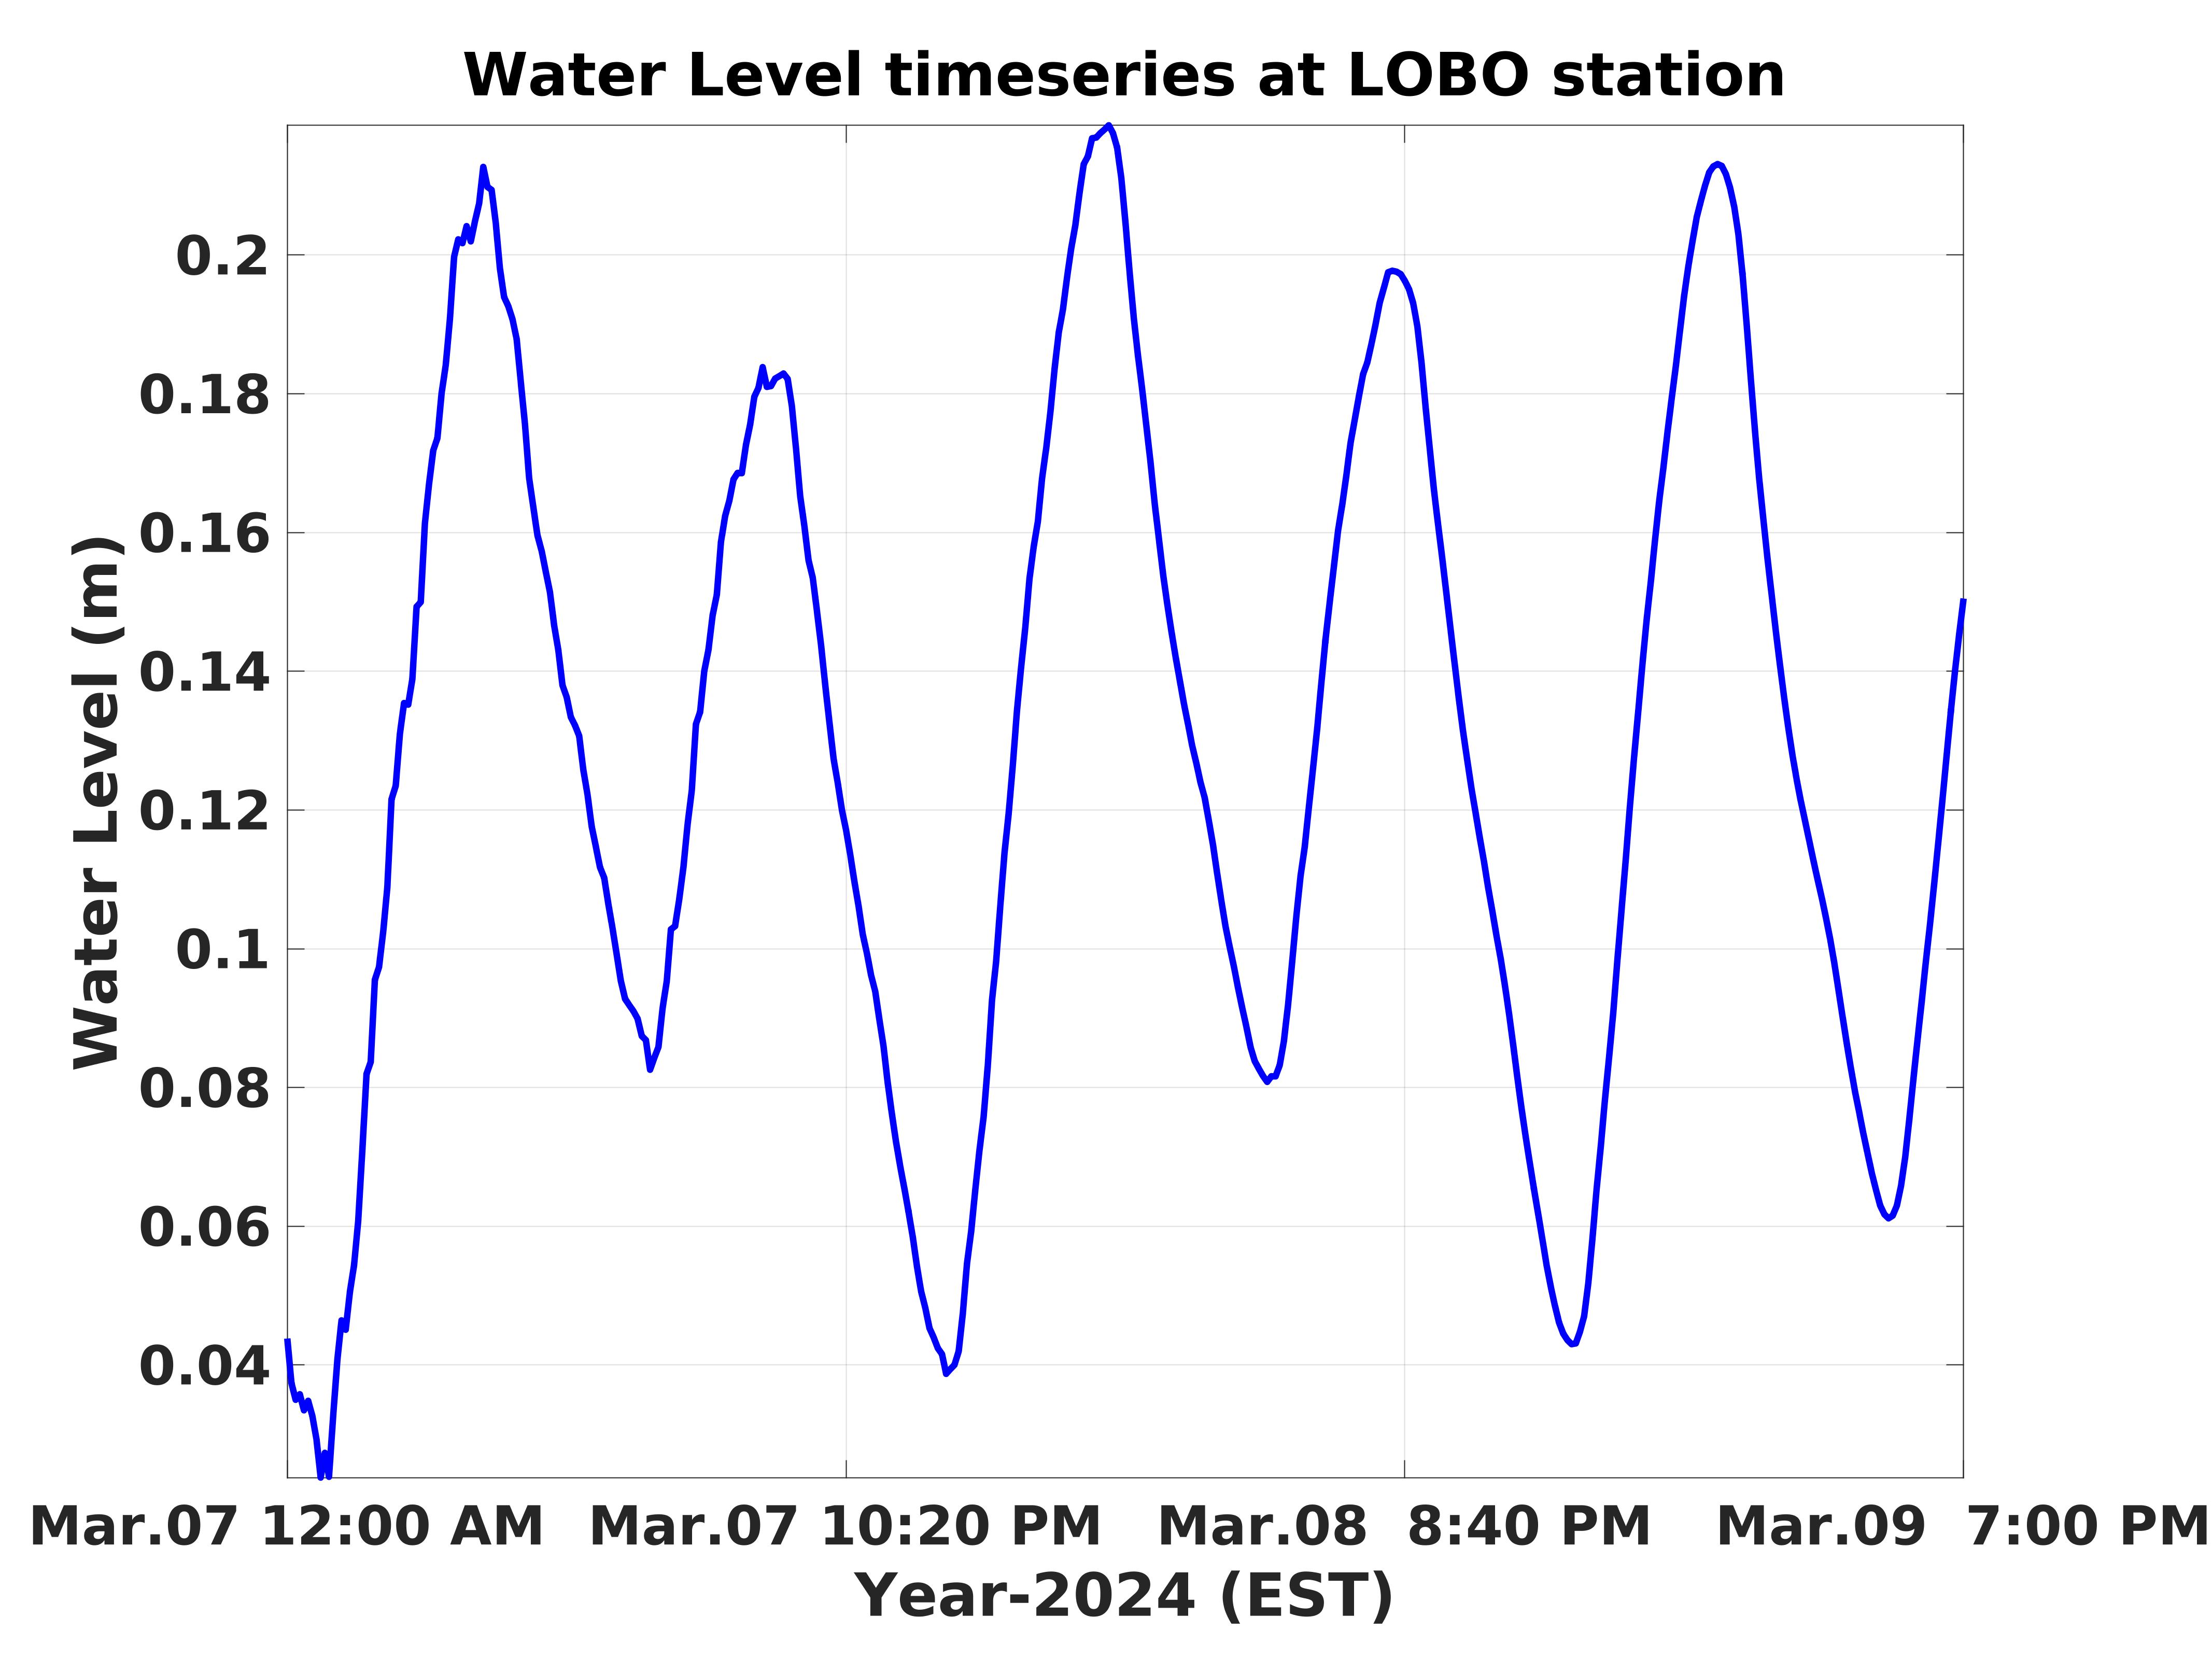 Water Level timeseries at LOBO station
Water Level (m)
0.2
0.18
0.16
0.14
0.12
0.1
0.08
0.06
0.04
Mar.07 12:00 AM Mar.07 10:20 PM Mar.08 8:40 PM Mar.09 7:00 PM
Year-2024 (EST)